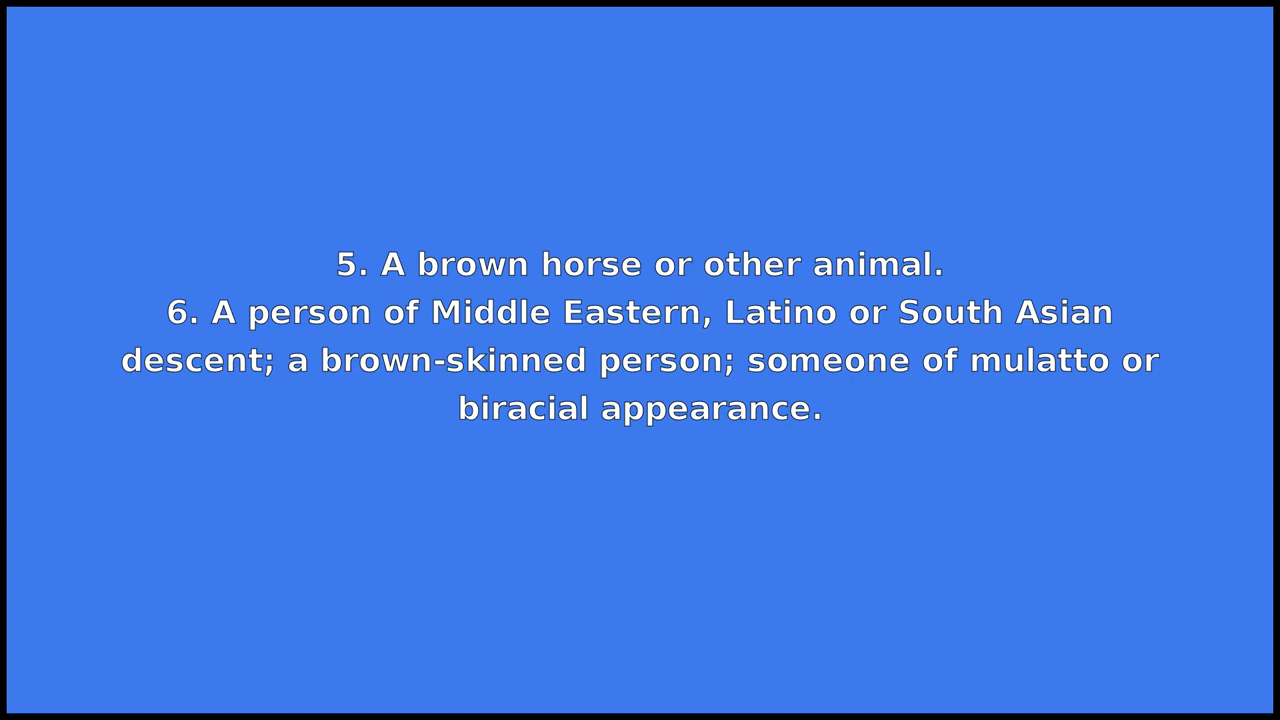 5. A brown horse or other animal.
6. A person of Middle Eastern, Latino or South Asian
descent; a brown-skinned person; someone of mulatto or
biracial appearance.